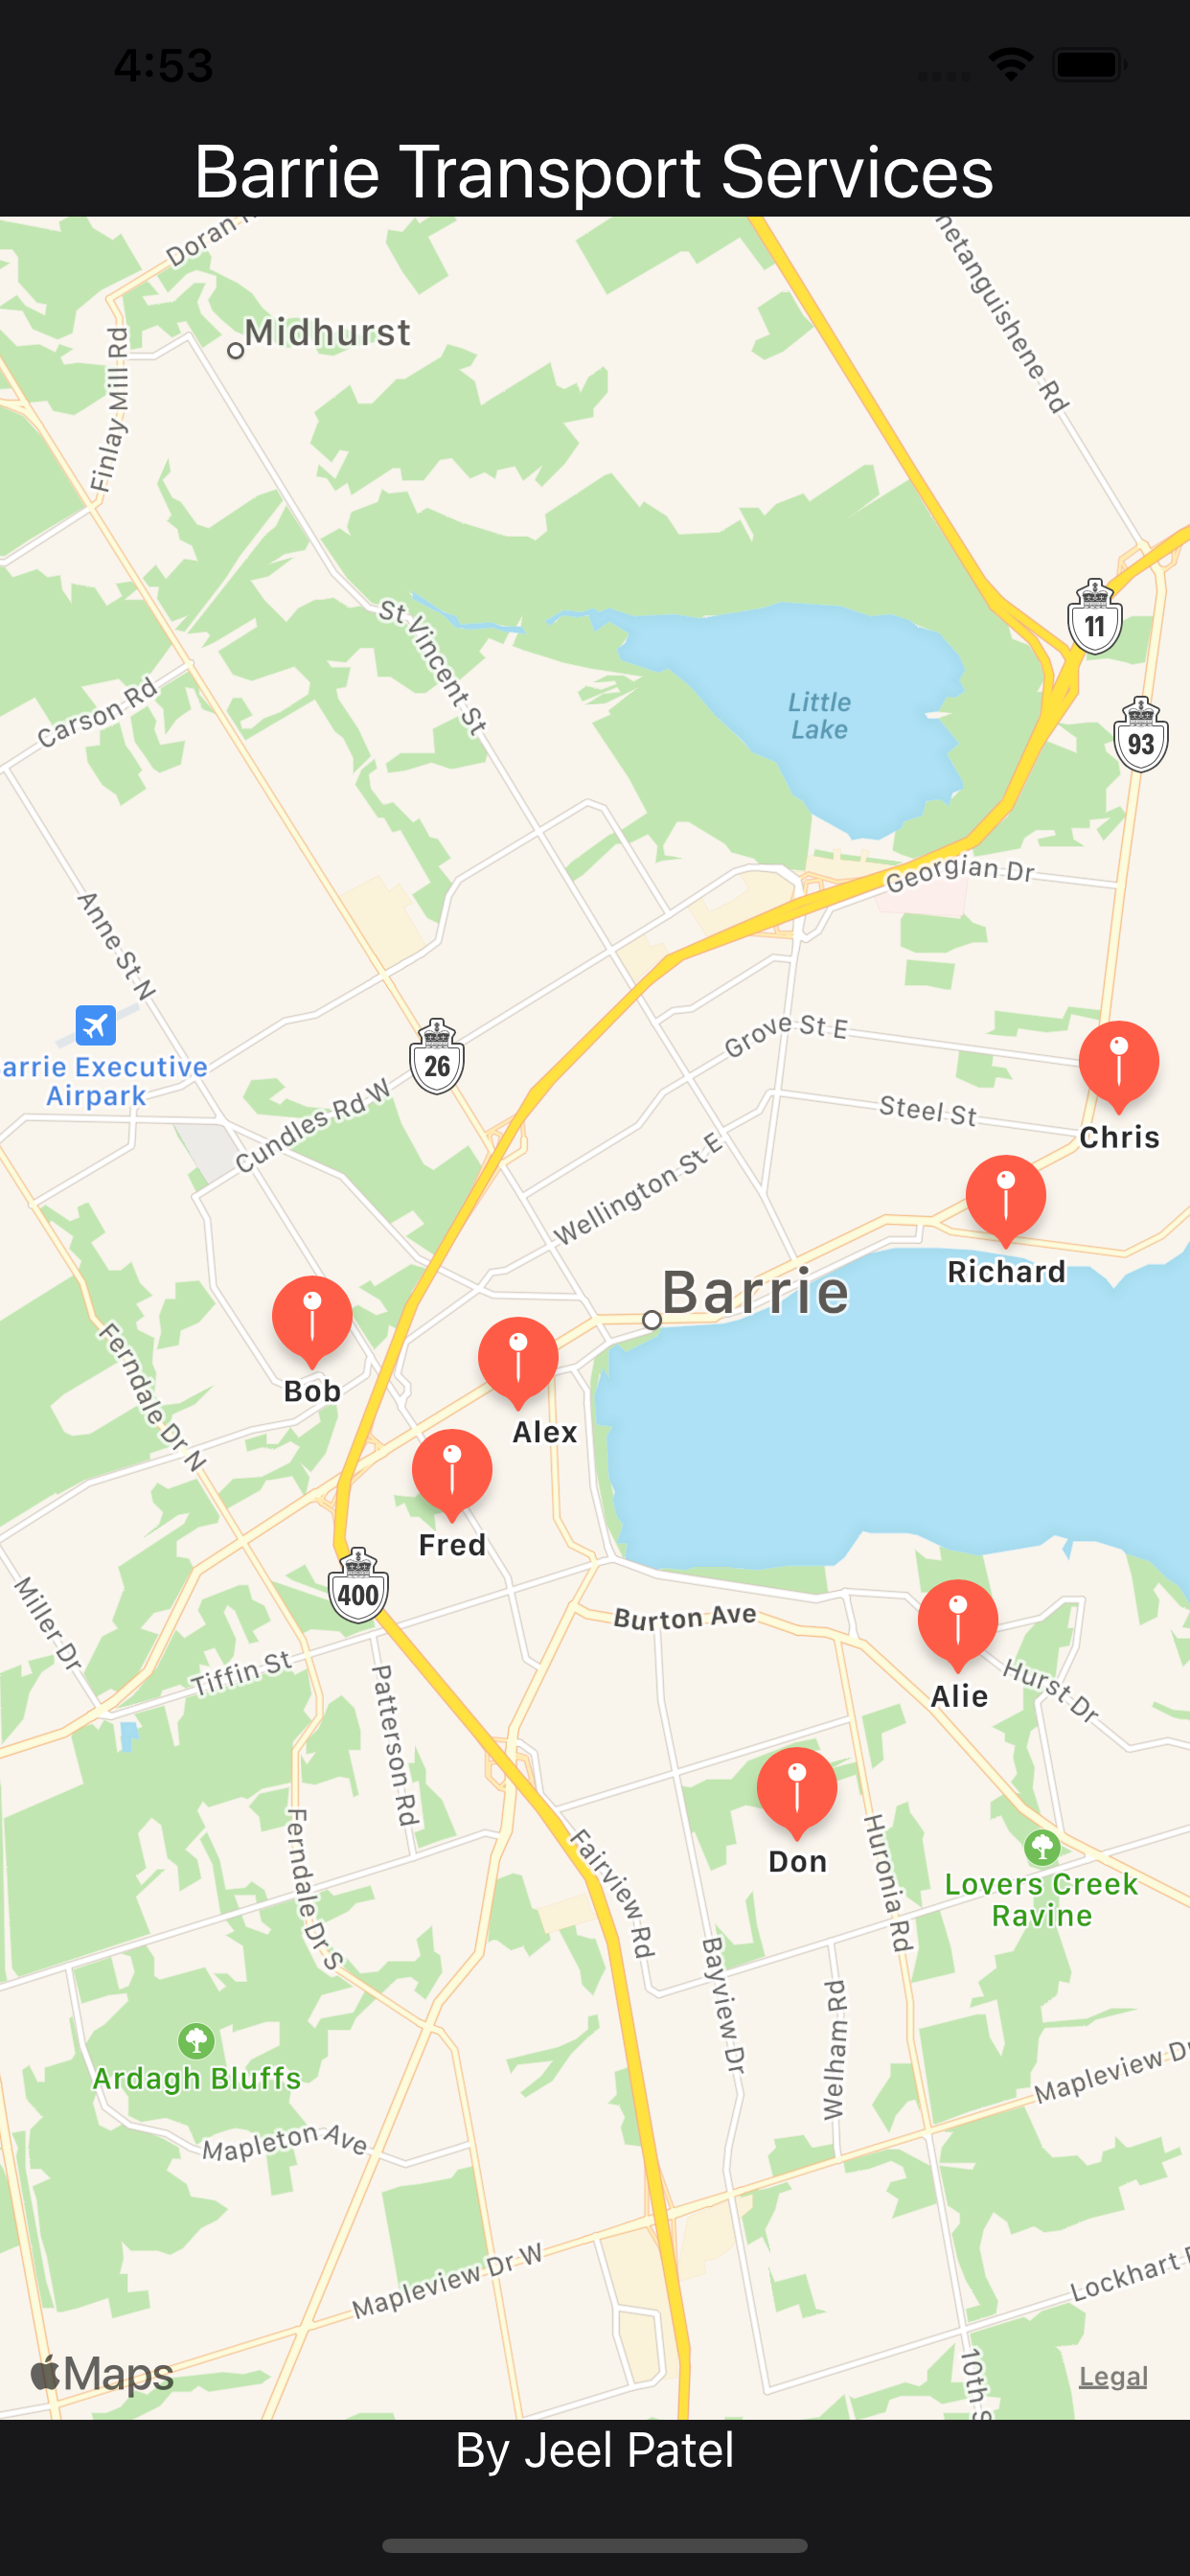 4:53
Barrie Transport Services
Doran
Midhurst
Finlay Mill Rd
netanguishene Rd
11
St Vincent St
Carson Rd
Little
Lake
93
Georgian Dr
Anne St N
Grove St E
26
arrie Executive
Airpark
Cundles Rd W
Steel St
Chris
Wellington St E
Richard
Barrie
Bob
Ferndale Dr N
Alex
Fred
400
Miller Dr
Burton Ave
Tiffin St
Patterson Rd
Alie
Hurst Dr
Don
Ferndale Dr S
Fairview Rd
Huronia Rd
Lovers Creek
Ravine
Bayview Dr
Welham Rd
Ardagh Bluffs
Mapleview Dr
Mapleton Ave
Mapleview Dr W
Lockhart
10th S
Maps
Legal
By Jeel Patel